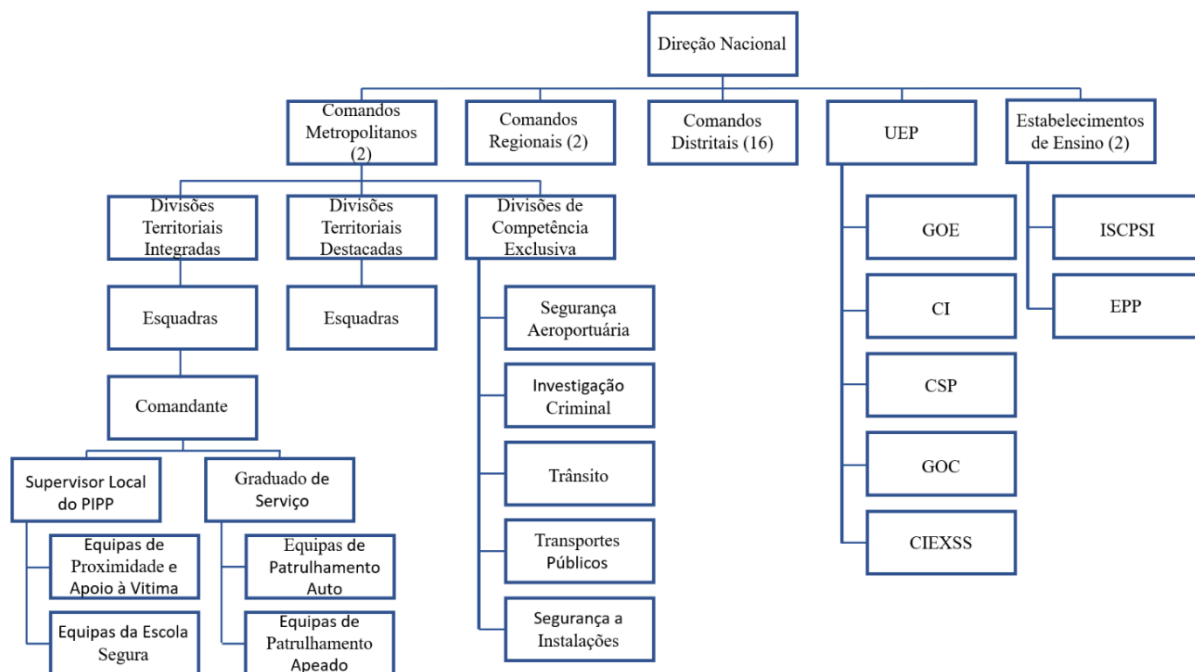 Direção Nacional
Comandos
Metropolitanos
(2)
Comandos
Regionais (2)
Comandos
Distritais (16)
UEP
Estabelecimentos
de Ensino (2)
Divisões
Territoriais
Integradas
Divisões
Territoriais
Destacadas
Divisões de
Competência
Exclusiva
GOE
ISCPSI
Esquadras
Esquadras
Segurança
Aeroportuária
CI
EPP
Comandante
Investigação
Criminal
CSP
Supervisor Local
do PIPP
Graduado de
Serviço
Trânsito
GOC
Equipas de
Proximidade e
Apoio à Vitima
Equipas de
Patrulhamento
Auto
Transportes
Públicos
CIEXSS
Equipas da Escola
Segura
Equipas de
Patrulhamento
Apeado
Segurança a
Instalações